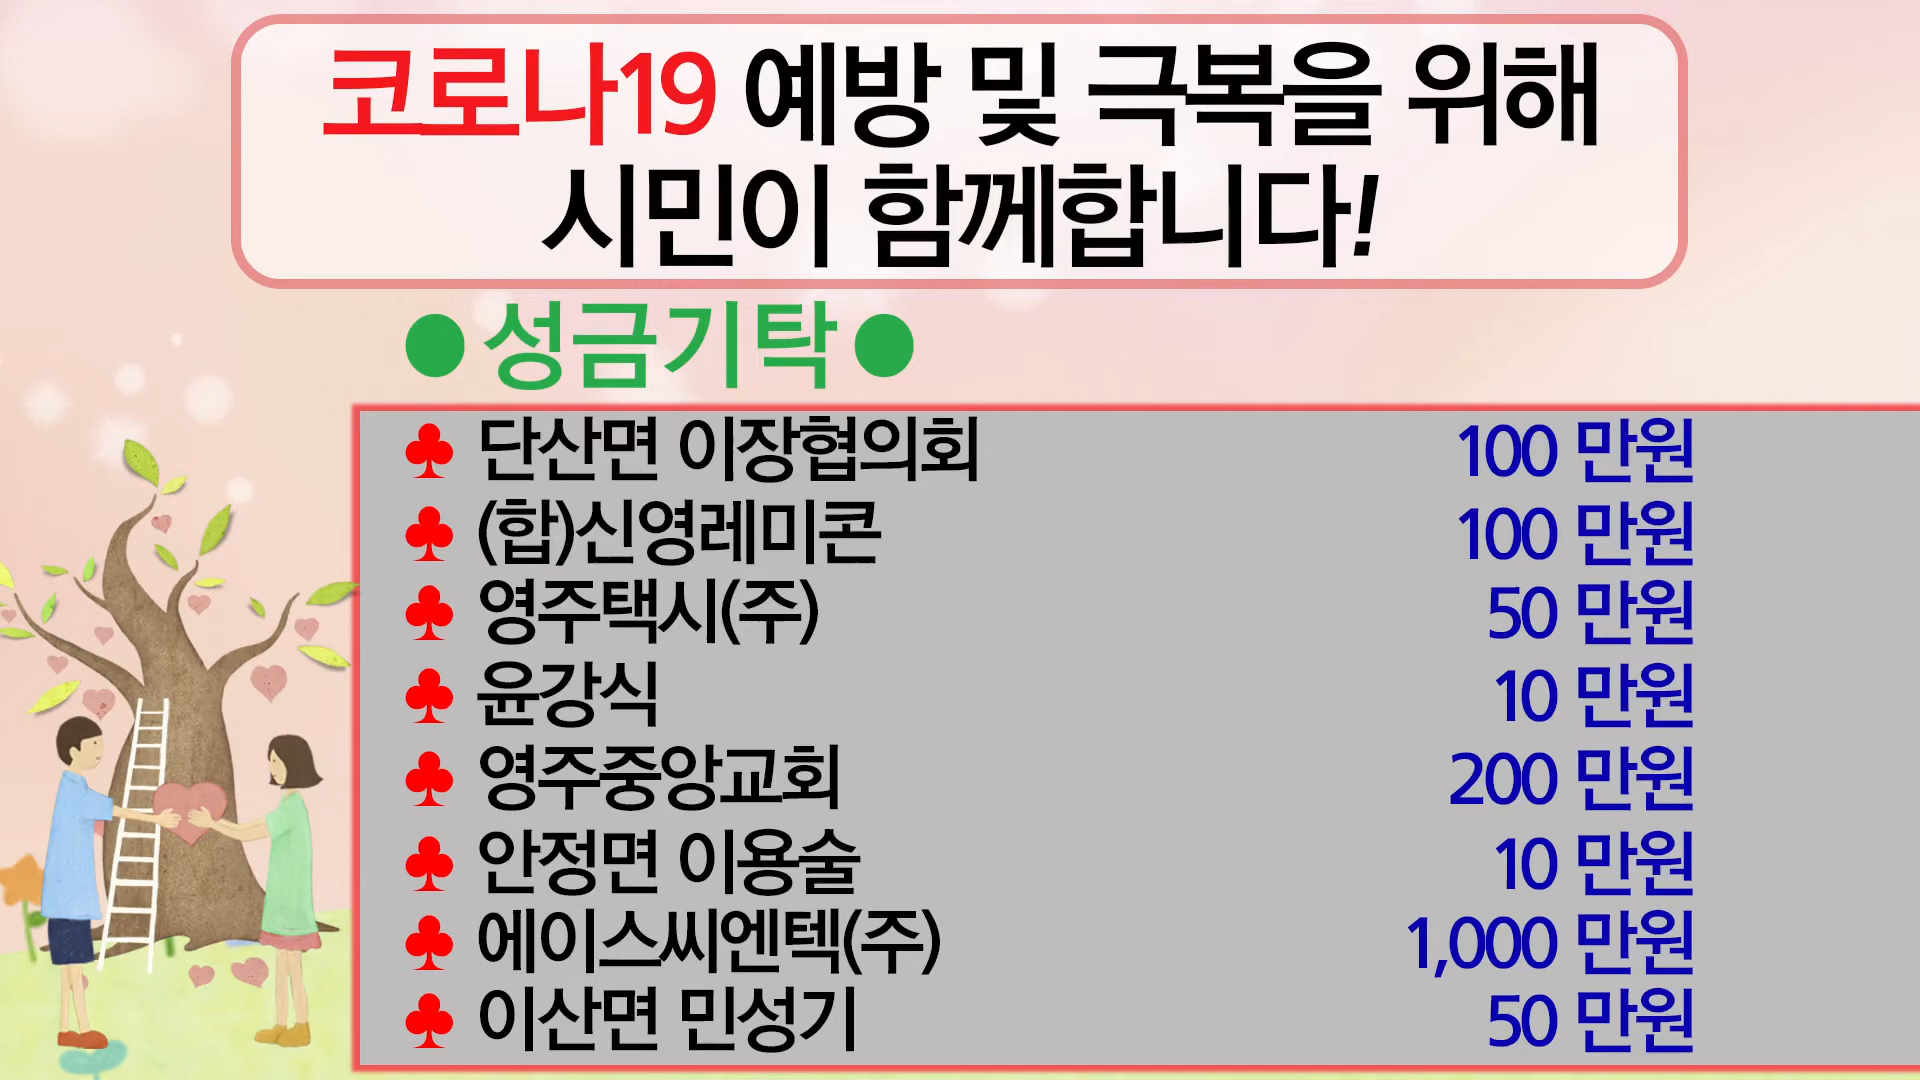 코로나19 예방 및 극복을 위해
시민이 함께합니다!
●성금기탁●
♣ 단산면 이장협의회 100 만원
♣ (합)신영레미콘 100 만원
♣ 영주택시(주) 50 만원
♣ 윤강식 10 만원
♣ 영주중앙교회 200 만원
♣ 안정면 이용술 10 만원
♣ 에이스씨엔텍(주) 1,000 만원
♣ 이산면 민성기 50 만원